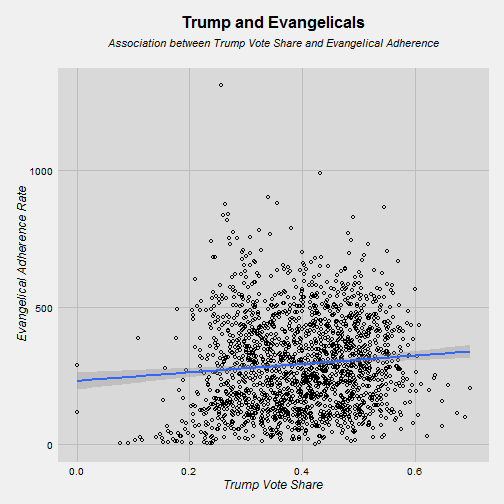 Trump and Evangelicals
Association between Trump Vote Share and Evangelical Adherence
Evangelical Adherence Rate
1000
500
0
0.0 0.2 0.4 0.6
Trump Vote Share